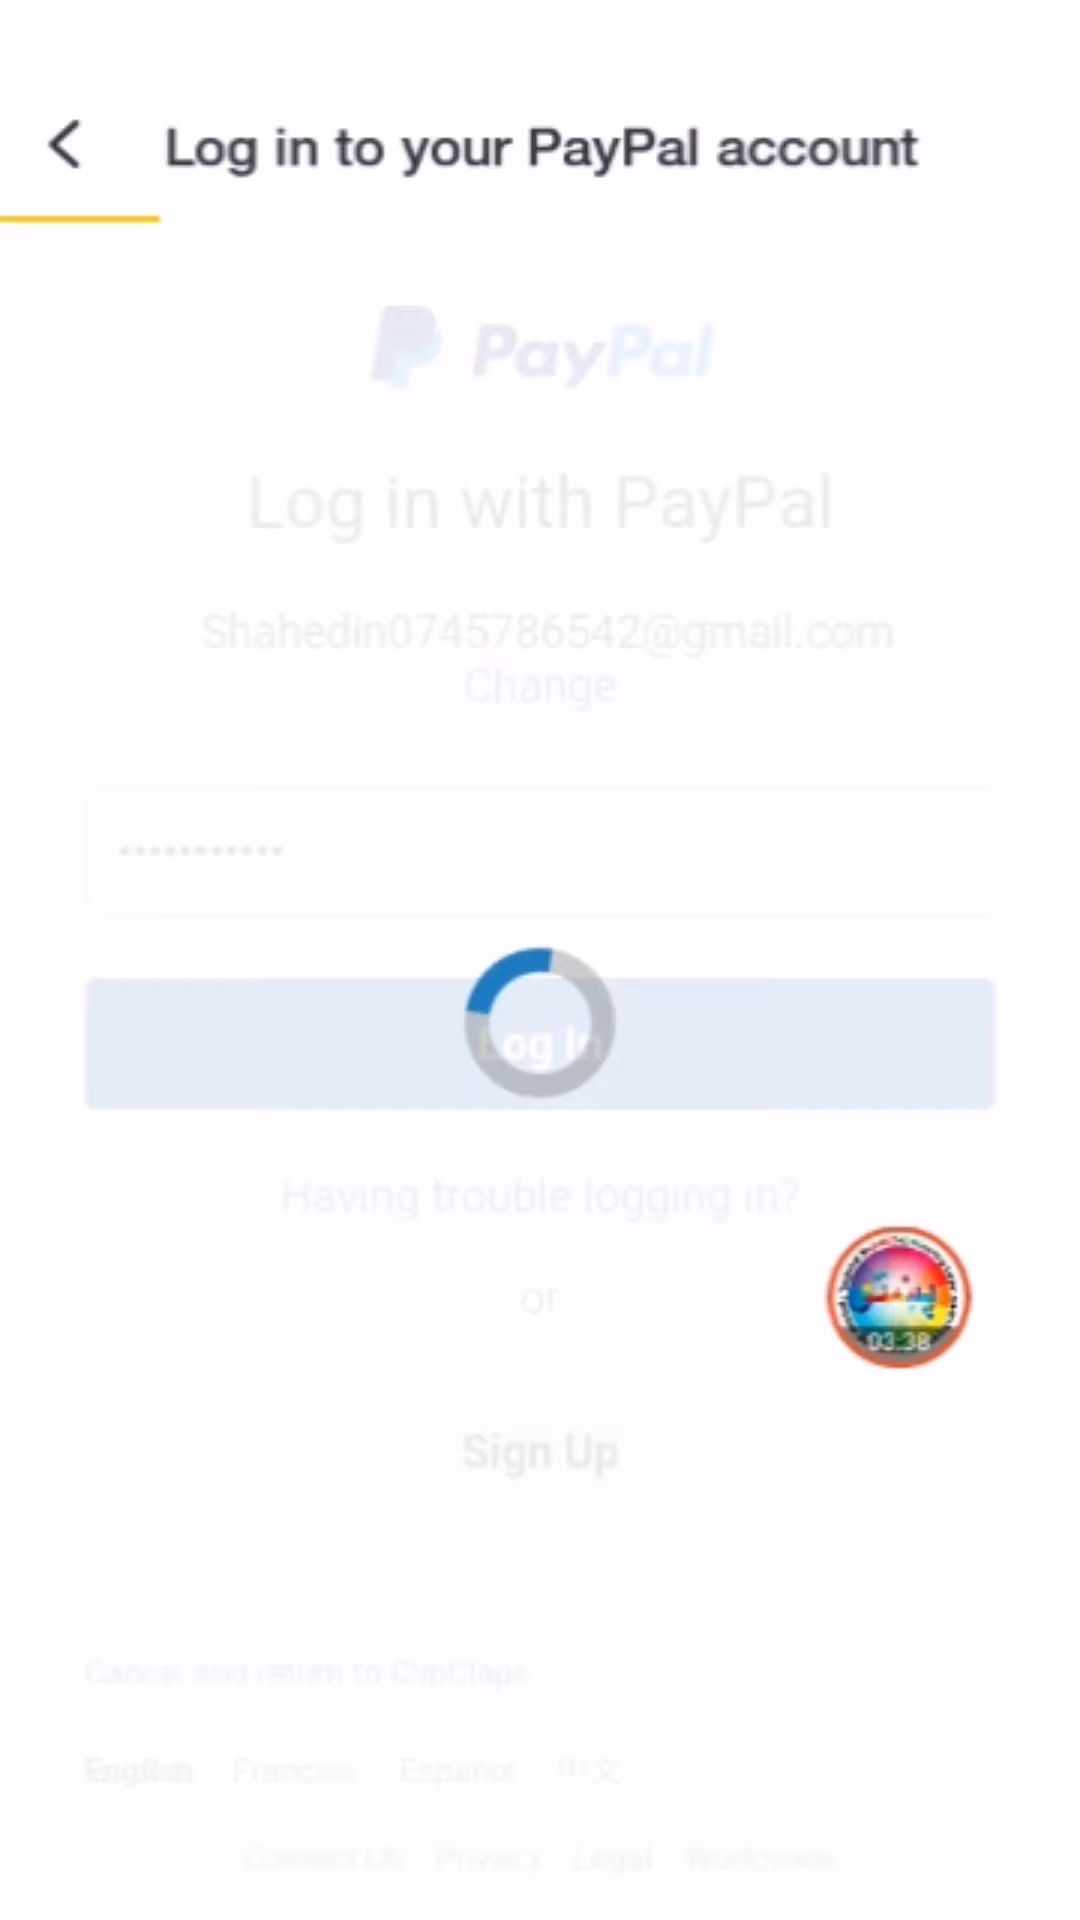 Log in to your PayPal account
PayPal
Log in with PayPal
Shahedin0745786542@gmail.com
Change
Log In
Having trouble logging in?
or
03:38
Sign Up
Cancel and return to ClipClaps
English Français Español 中文
Contact Us Privacy Legal Worldwide